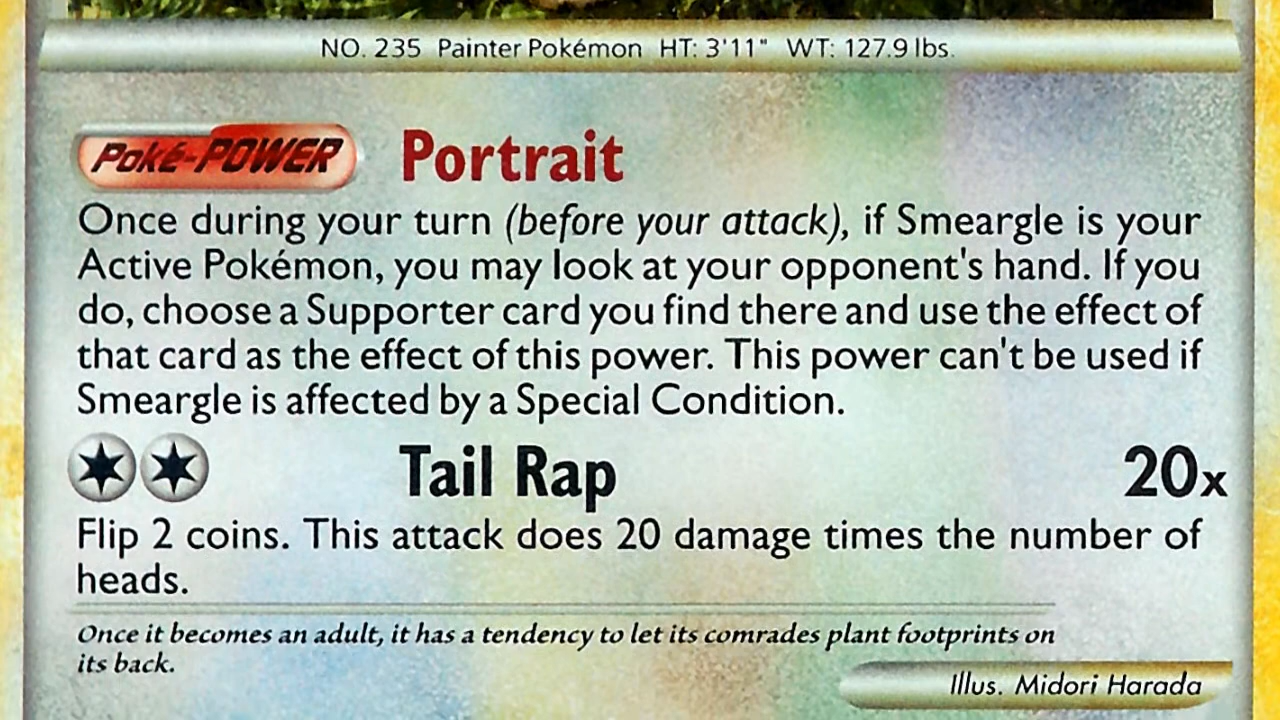 NO. 235 Painter Pokémon HT: 3'11" WT: 127.9 lbs.
Poké-POWER Portrait
Once during your turn (before your attack), if Smeargle is your
Active Pokémon, you may look at your opponent's hand. If you
do, choose a Supporter card you find there and use the effect of
that card as the effect of this power. This power can't be used if
Smeargle is affected by a Special Condition.
Tail Rap 20x
Flip 2 coins. This attack does 20 damage times the number of
heads.
Once it becomes an adult, it has a tendency to let its comrades plant footprints on
its back.
Illus. Midori Harada